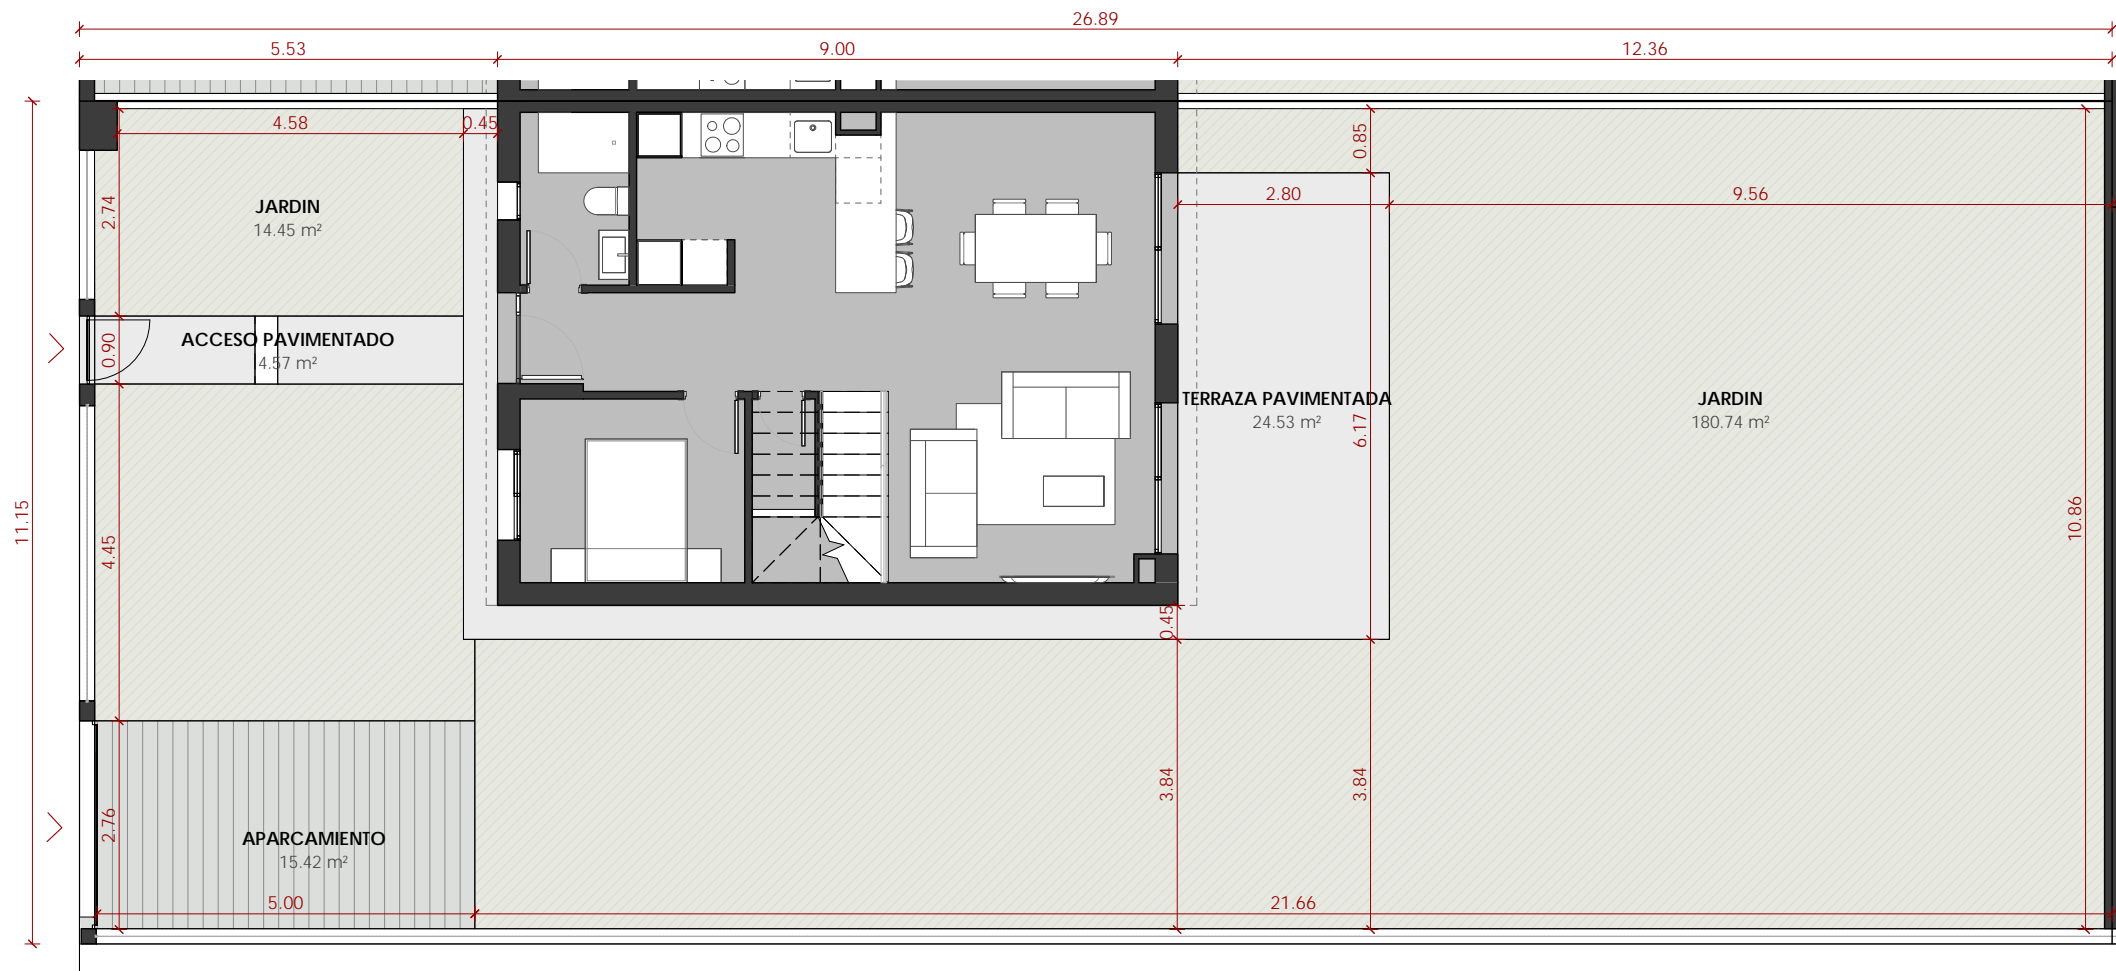 26.89
5.53
9.00
12.36
4.58
0.45
0.85
2.74
JARDIN
14.45 m²
2.80
9.56
0.90
ACCESO PAVIMENTADO
4.57 m²
TERRAZA PAVIMENTADA
24.53 m²
6.17
JARDIN
180.74 m²
11.15
4.45
10.86
0.45
2.76
APARCAMIENTO
15.42 m²
3.84
3.84
5.00
21.66